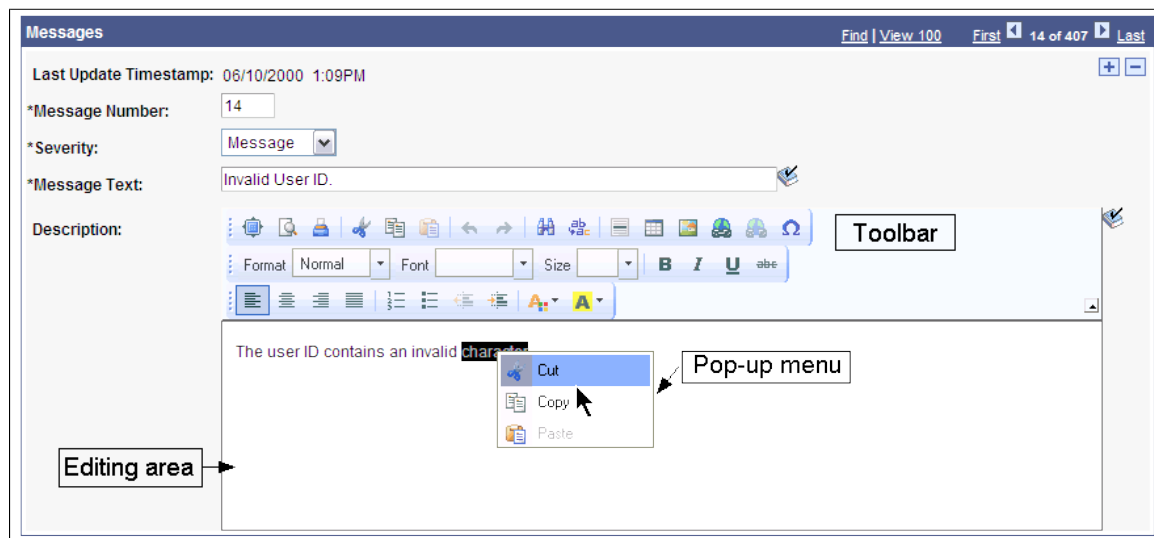 Messages Find | View 100 First 14 of 407 Last
Last Update Timestamp: 06/10/2000 1:09PM
*Message Number: 14
*Severity: Message
*Message Text: Invalid User ID.
Description:
Toolbar
Format Normal Font Size B I U abc
A A
The user ID contains an invalid character
Cut
Pop-up menu
Copy
Paste
Editing area